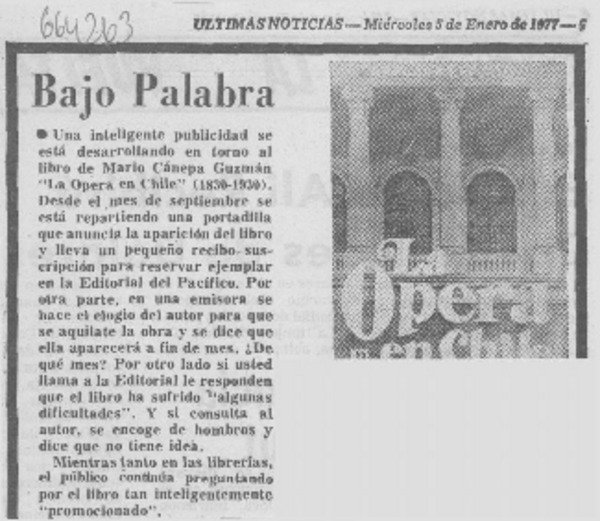 664263
ULTIMAS NOTICIAS — Miércoles 5 de Enero de 1977 — 5
Bajo Palabra
● Una inteligente publicidad se
está desarrollando en torno al
libro de Mario Cánepa Guzmán
"La Opera en Chile" (1830-1930).
Desde el mes de septiembre se
está repartiendo una portadilla
que anuncia la aparición del libro
y lleva un pequeño recibo sus-
cripción para reservar ejemplar
en la Editorial del Pacífico. Por
otra parte, en una emisora se
hace el elogio del autor para que
se aquilate la obra y se dice que
ella aparecerá a fin de mes. ¿De
qué mes? Por otro lado si usted
llama a la Editorial le responden
que el libro ha sufrido "algunas
dificultades". Y si consulta al
autor, se encoge de hombros y
dice que no tiene idea.
Mientras tanto en las librerías,
el público continúa preguntando
por el libro tan inteligentemente
"promocionado".
La
Opera
en Chile